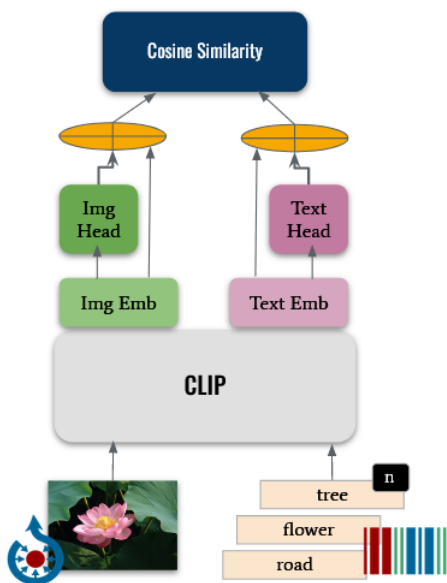 Cosine Similarity
Img
Head
Text
Head
Img Emb
Text Emb
CLIP
n
tree
flower
road